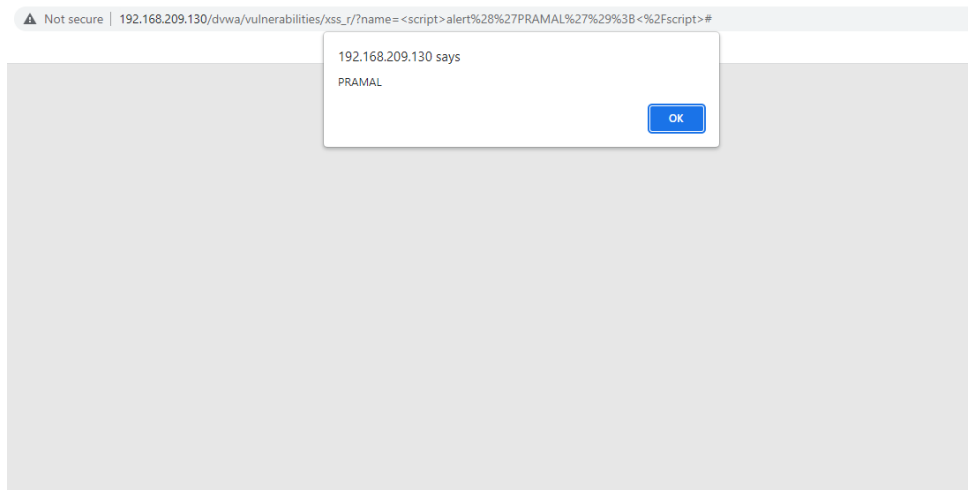 Not secure | 192.168.209.130/dvwa/vulnerabilities/xss_r/?name=<script>alert%28%27PRAMAL%27%29%3B<%2Fscript>#
192.168.209.130 says
PRAMAL
OK